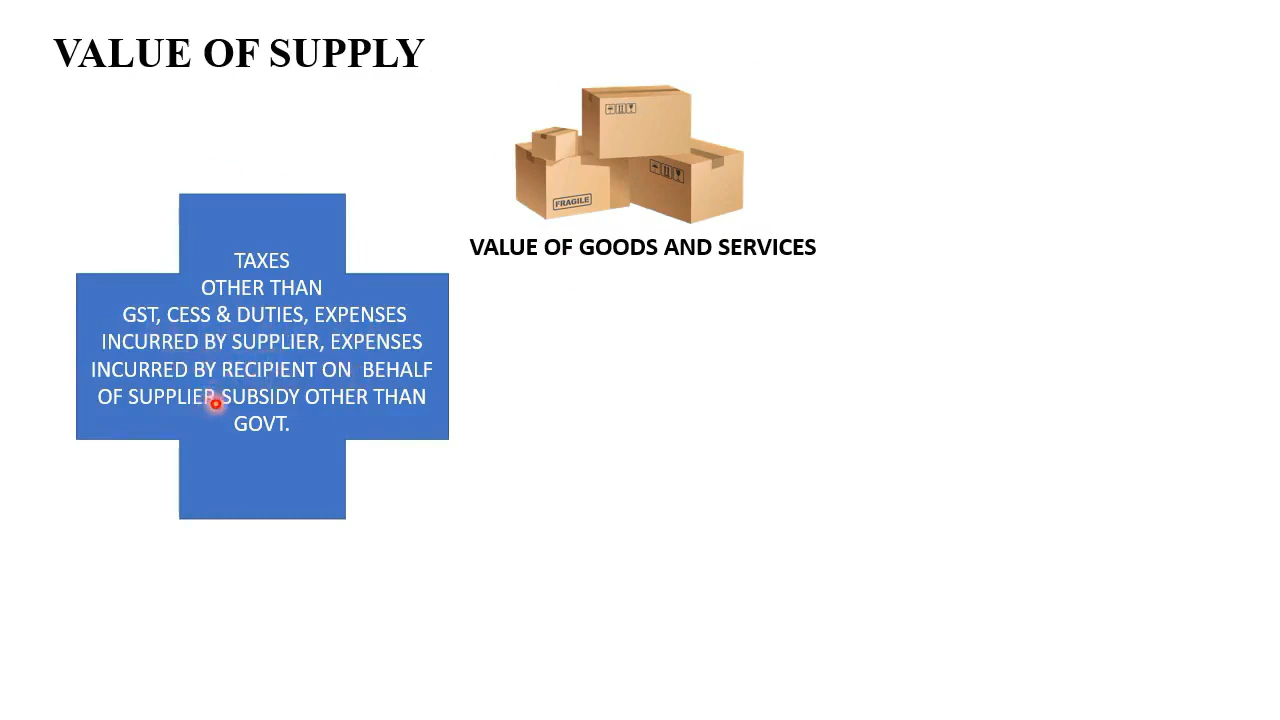 VALUE OF SUPPLY
FRAGILE
VALUE OF GOODS AND SERVICES
TAXES
OTHER THAN
GST, CESS & DUTIES, EXPENSES
INCURRED BY SUPPLIER, EXPENSES
INCURRED BY RECIPIENT ON BEHALF
OF SUPPLIER SUBSIDY OTHER THAN
GOVT.